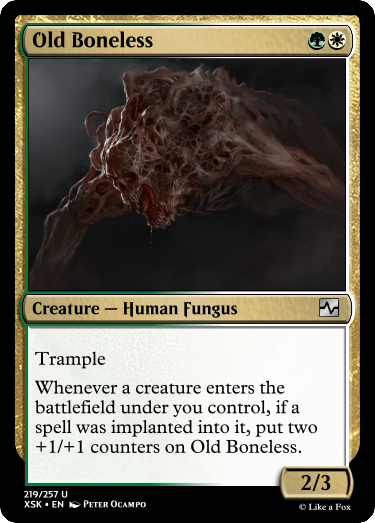 Old Boneless
Creature — Human Fungus
Trample
Whenever a creature enters the
battlefield under you control, if a
spell was implanted into it, put two
+1/+1 counters on Old Boneless.
2/3
219/257 U
XSK • EN Peter Ocampo
© Like a Fox